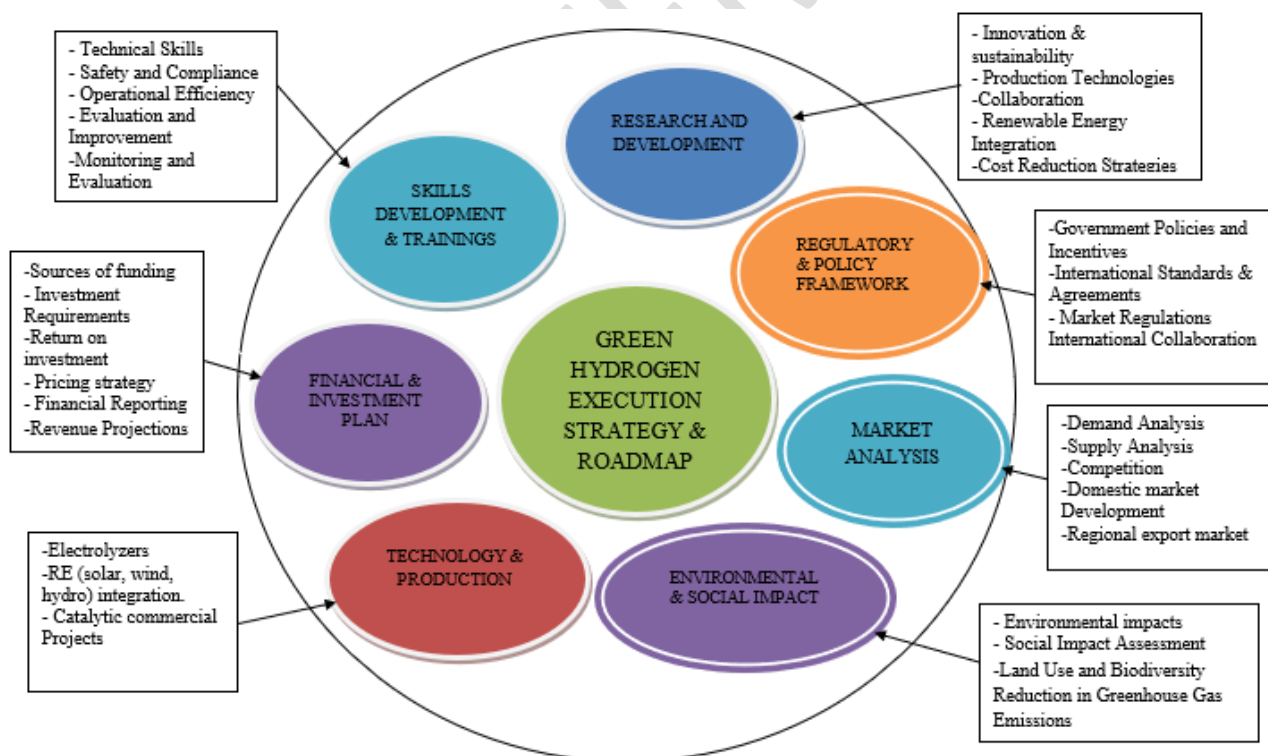 - Technical Skills
- Safety and Compliance
- Operational Efficiency
- Evaluation and
Improvement
-Monitoring and
Evaluation
RESEARCH AND
DEVELOPMENT
- Innovation &
sustainability
- Production Technologies
-Collaboration
- Renewable Energy
Integration
-Cost Reduction Strategies
SKILLS
DEVELOPMENT
& TRAININGS
REGULATORY
& POLICY
FRAMEWORK
-Government Policies and
Incentives
-International Standards &
Agreements
- Market Regulations
International Collaboration
-Sources of funding
- Investment
Requirements
-Return on
investment
- Pricing strategy
- Financial Reporting
-Revenue Projections
FINANCIAL &
INVESTMENT
PLAN
GREEN
HYDROGEN
EXECUTION
STRATEGY &
ROADMAP
MARKET
ANALYSIS
-Demand Analysis
-Supply Analysis
-Competition
-Domestic market
Development
-Regional export market
-Electrolyzers
-RE (solar, wind,
hydro) integration.
- Catalytic commercial
Projects
TECHNOLOGY &
PRODUCTION
ENVIRONMENTAL
& SOCIAL IMPACT
- Environmental impacts
- Social Impact Assessment
-Land Use and Biodiversity
Reduction in Greenhouse Gas
Emissions